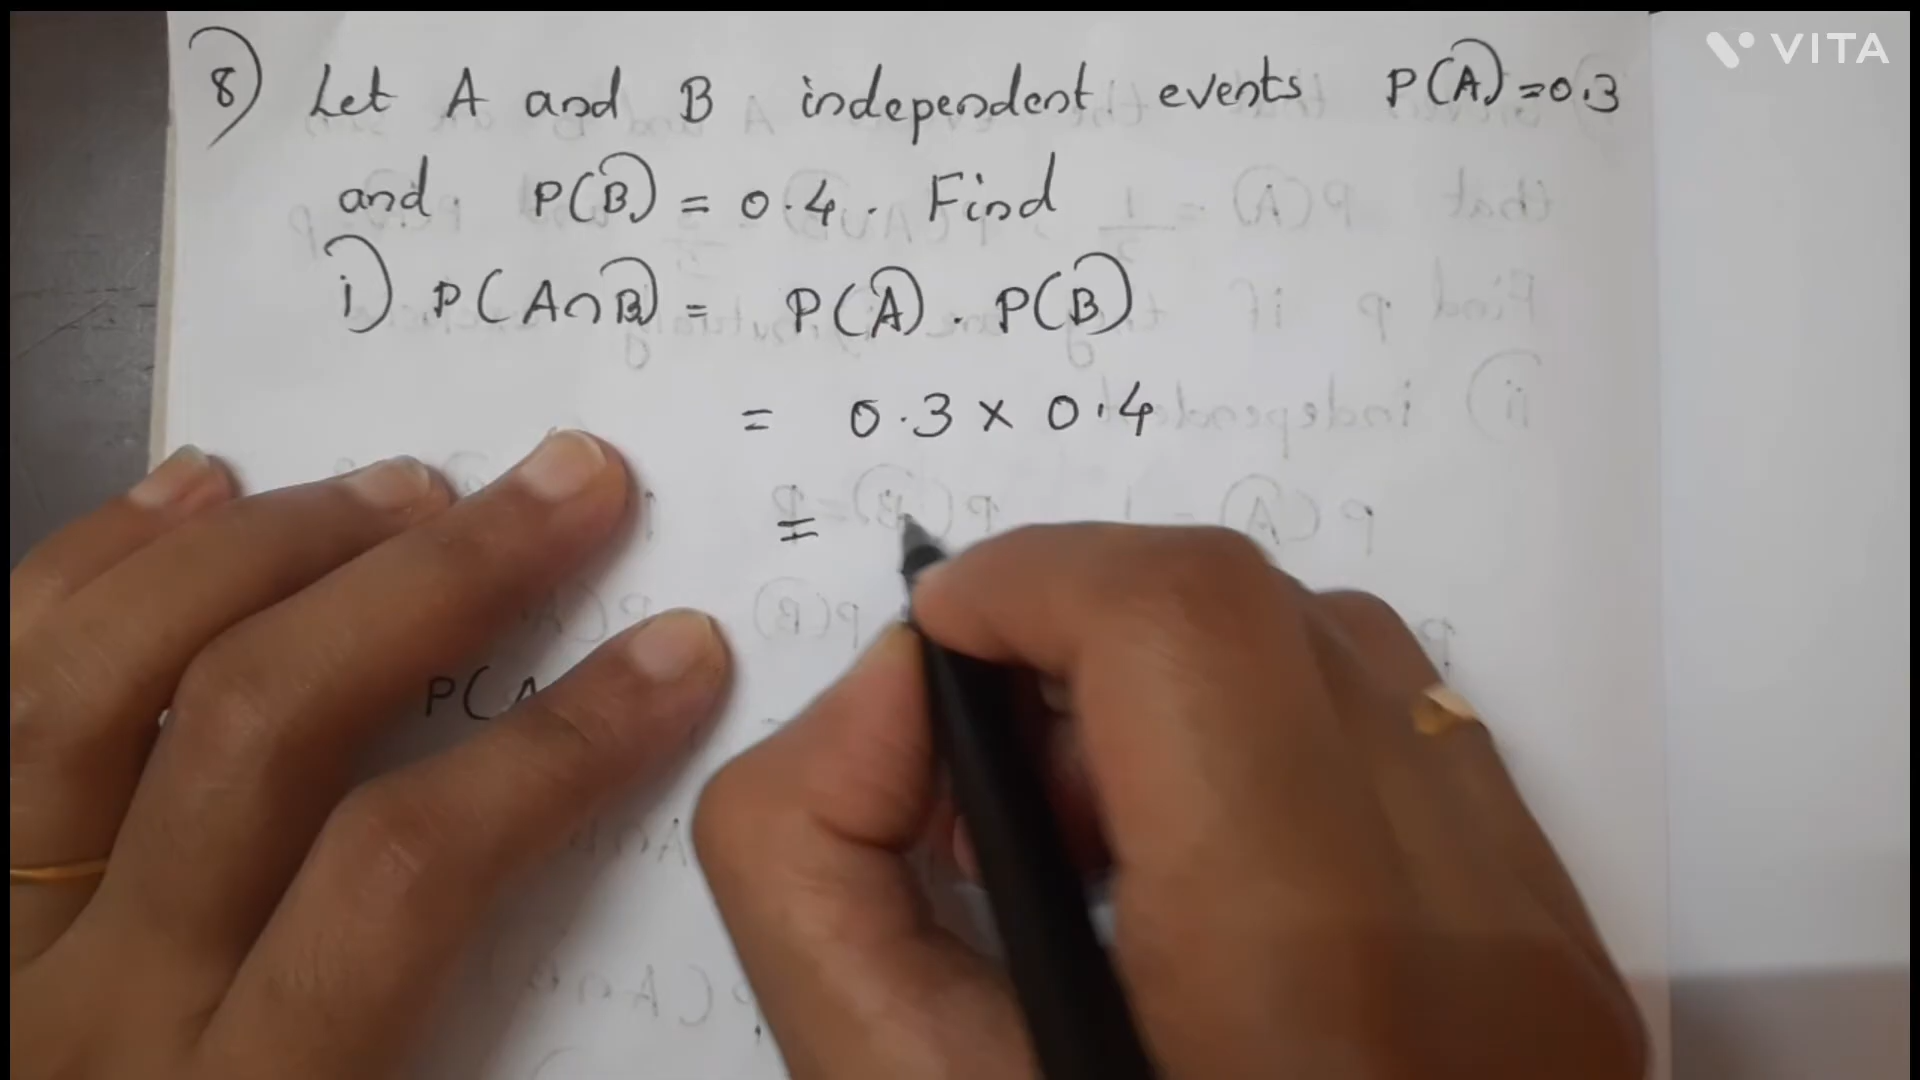 VITA
8) Let A and B independent events P(A)=0.3
and P(B) = 0.4. Find
i) P(A∩B) = P(A) . P(B)
= 0.3 × 0.4
=
P(A